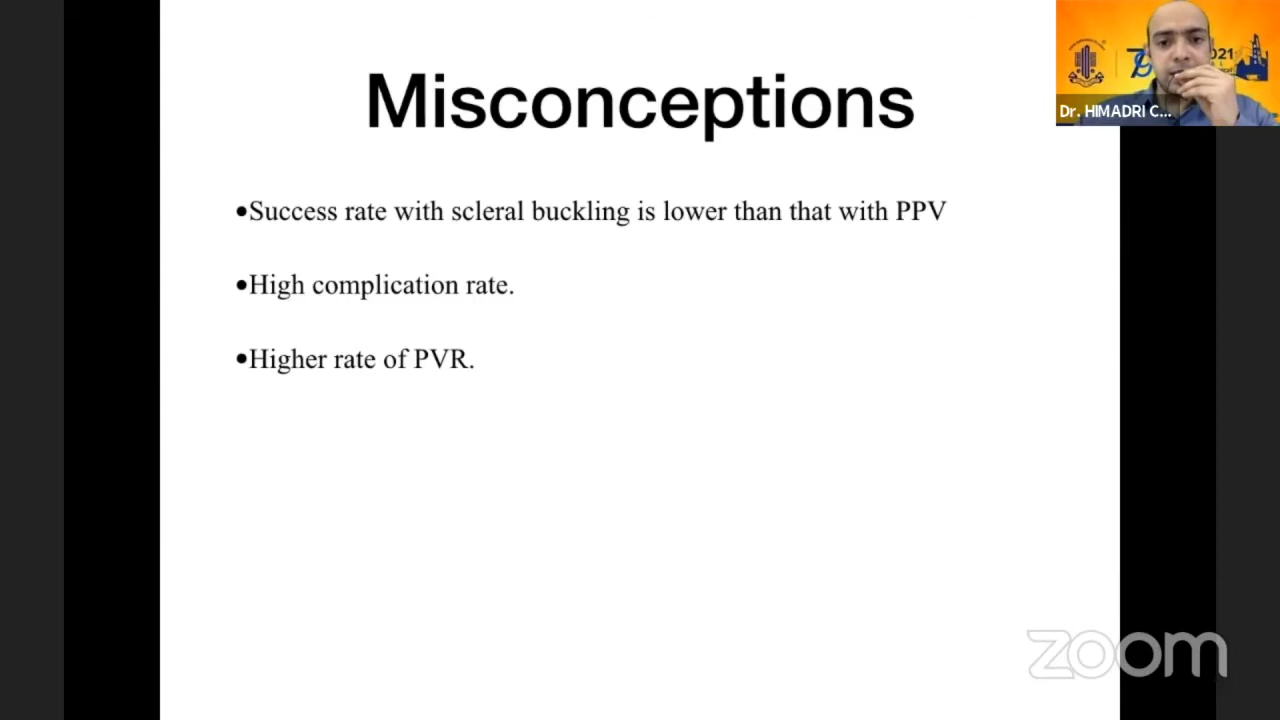 Misconceptions
•Success rate with scleral buckling is lower than that with PPV
•High complication rate.
•Higher rate of PVR.
Dr. HIMADRI C...
zoom